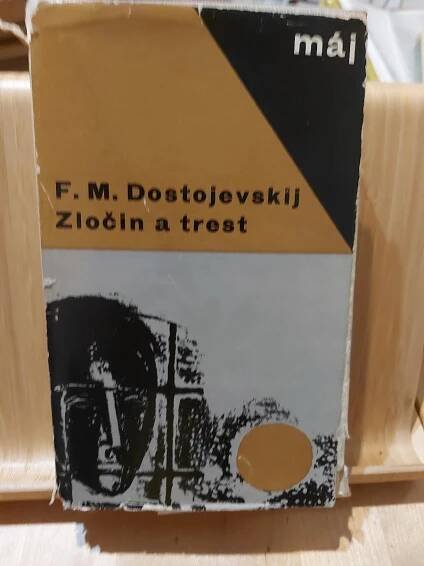 máj
F. M. Dostojevskij
Zločin a trest